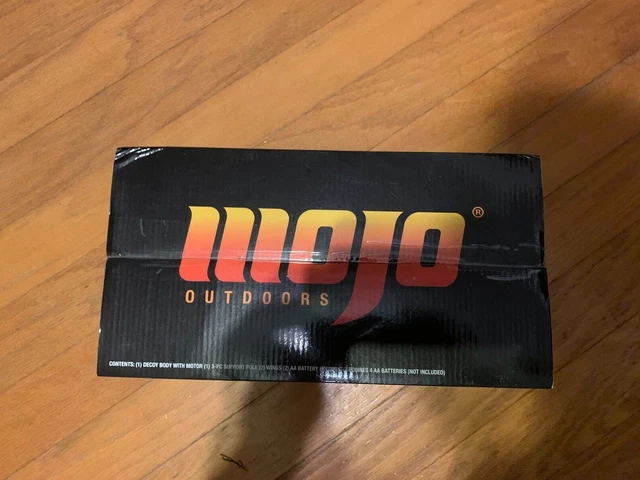 mojo®
OUTDOORS
CONTENTS: (1) DECOY BODY WITH MOTOR (1) 3-PC SUPPORT POLE (2) WINGS (2) AA BATTERY 4 AA BATTERIES (NOT INCLUDED)